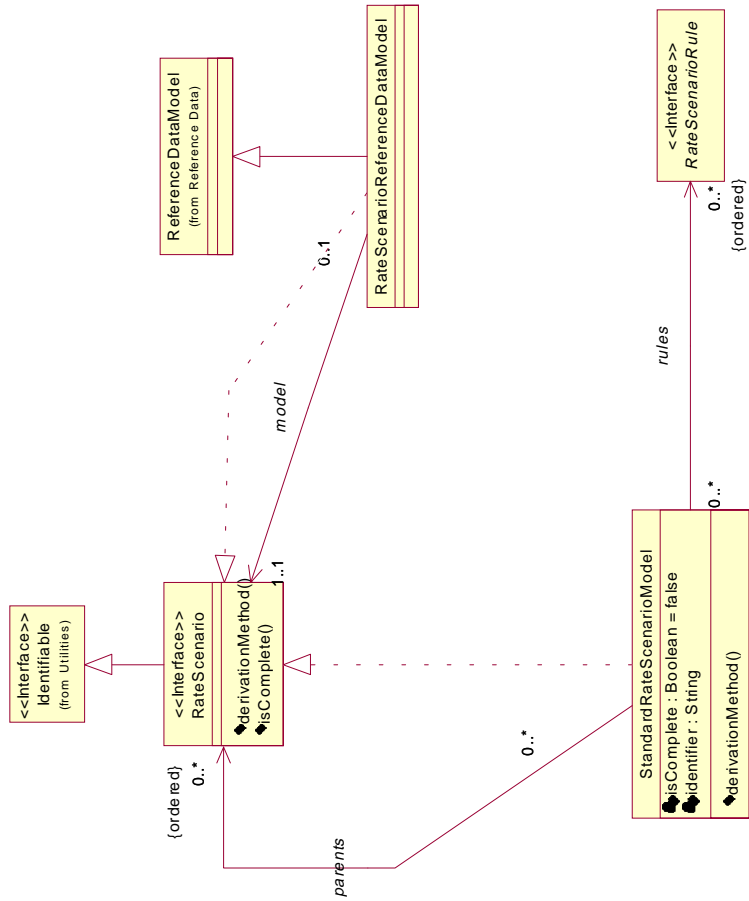 <<Interface>>
Identifiable
(from Utilities)
ReferenceDataModel
(from Reference Data)
{ordered}
0..*
<<Interface>>
RateScenario
derivationMethod()
isComplete()
1..1
model
0..1
RateScenarioReferenceDataModel
parents
0..*
StandardRateScenarioModel
isComplete : Boolean = false
identifier : String
derivationMethod()
0..*
rules
0..*
{ordered}
<<Interface>>
RateScenarioRule